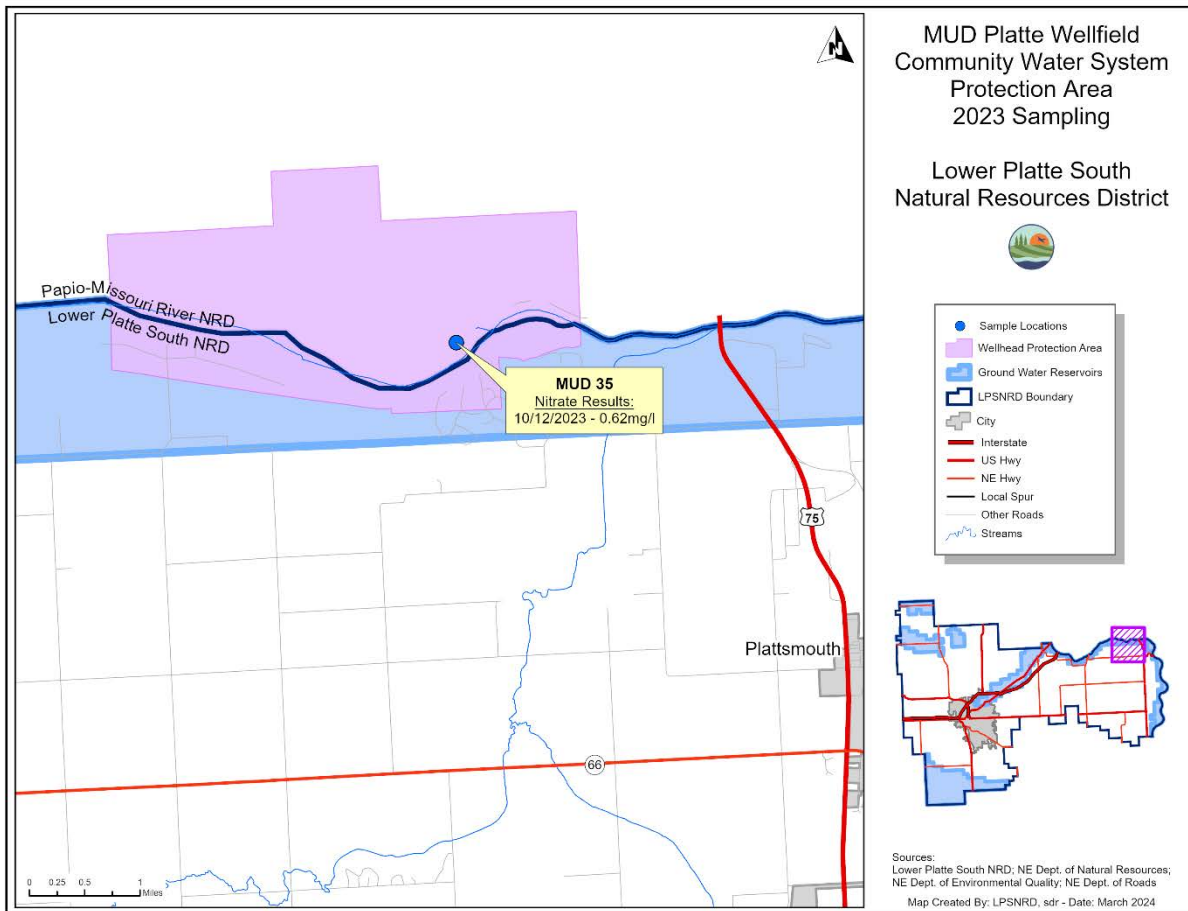 MUD Platte Wellfield
Community Water System
Protection Area
2023 Sampling
Lower Platte South
Natural Resources District
N
Papio-Missouri River NRD
Lower Platte South NRD
MUD 35
Nitrate Results:
10/12/2023 - 0.62mg/l
75
Plattsmouth
66
0 0.25 0.5 1
Miles
Sample Locations
Wellhead Protection Area
Ground Water Reservoirs
LPSNRD Boundary
City
Interstate
US Hwy
NE Hwy
Local Spur
Other Roads
Streams
Sources:
Lower Platte South NRD; NE Dept. of Natural Resources;
NE Dept. of Environmental Quality; NE Dept. of Roads
Map Created By: LPSNRD, sdr - Date: March 2024